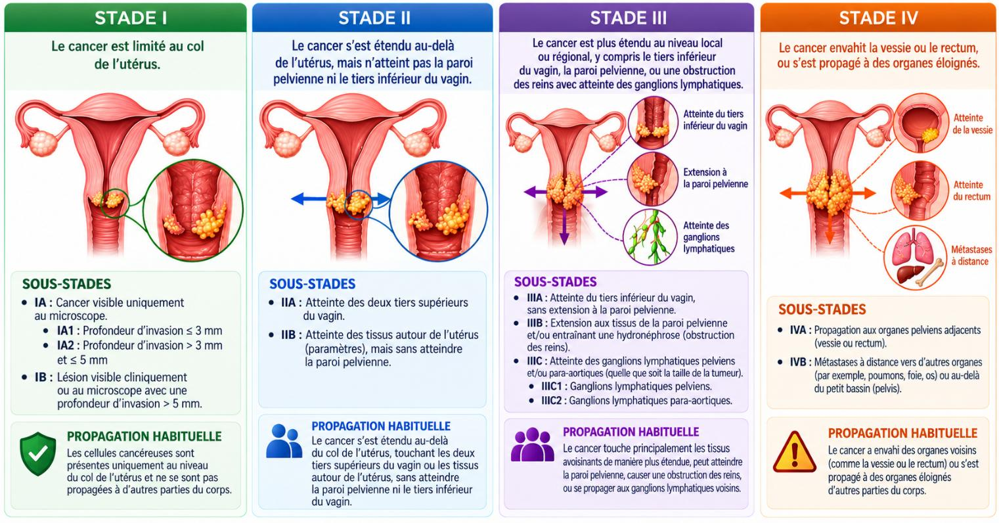 STADE I
Le cancer est limité au col
de l'utérus.
SOUS-STADES
• IA : Cancer visible uniquement
au microscope.
• IA1 : Profondeur d'invasion ≤ 3 mm
• IA2 : Profondeur d'invasion > 3 mm
et ≤ 5 mm
• IB : Lésion visible cliniquement
ou au microscope avec une
profondeur d'invasion > 5 mm.
PROPAGATION HABITUELLE
Les cellules cancéreuses sont
présentes uniquement au niveau
du col de l'utérus et ne se sont pas
propagées à d'autres parties du corps.
STADE II
Le cancer s'est étendu au-delà
de l'utérus, mais n'atteint pas la paroi
pelvienne ni le tiers inférieur du vagin.
SOUS-STADES
• IIA : Atteinte des deux tiers supérieurs
du vagin.
• IIB : Atteinte des tissus autour de l'utérus
(paramètres), mais sans atteindre
la paroi pelvienne.
PROPAGATION HABITUELLE
Le cancer s'est étendu au-delà
du col de l'utérus, touchant les deux
tiers supérieurs du vagin ou les tissus
autour de l'utérus, sans atteindre
la paroi pelvienne ni le tiers inférieur
du vagin.
STADE III
Le cancer est plus étendu au niveau local
ou régional, y compris le tiers inférieur
du vagin, la paroi pelvienne, ou une obstruction
des reins avec atteinte des ganglions lymphatiques.
Atteinte du tiers
inférieur du vagin
Extension à
la paroi pelvienne
Atteinte des
ganglions
lymphatiques
SOUS-STADES
• IIIA : Atteinte du tiers inférieur du vagin,
sans extension à la paroi pelvienne.
• IIIB : Extension aux tissus de la paroi pelvienne
et/ou entraînant une hydronéphrose (obstruction
des reins).
• IIIC : Atteinte des ganglions lymphatiques pelviens
et/ou para-aortiques (quelle que soit la taille de la tumeur).
• IIIC1 : Ganglions lymphatiques pelviens.
• IIIC2 : Ganglions lymphatiques para-aortiques.
PROPAGATION HABITUELLE
Le cancer touche principalement les tissus
avoisinants de manière plus étendue, peut atteindre
la paroi pelvienne, causer une obstruction des reins,
ou se propager aux ganglions lymphatiques voisins.
STADE IV
Le cancer envahit la vessie ou le rectum,
ou s'est propagé à des organes éloignés.
Atteinte
de la vessie
Atteinte
du rectum
Métastases
à distance
SOUS-STADES
• IVA : Propagation aux organes pelviens adjacents
(vessie ou rectum).
• IVB : Métastases à distance vers d'autres organes
(par exemple, poumons, foie, os) ou au-delà
du petit bassin (pelvis).
PROPAGATION HABITUELLE
Le cancer a envahi des organes voisins
(comme la vessie ou le rectum) ou s'est
propagé à des organes éloignés
d'autres parties du corps.